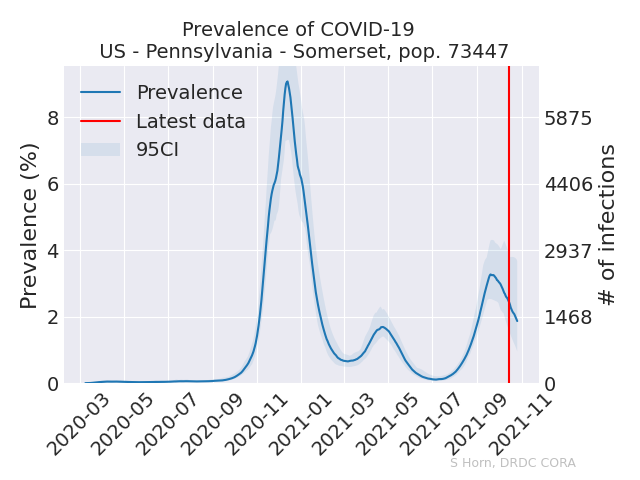 Prevalence of COVID-19
US - Pennsylvania - Somerset, pop. 73447
Prevalence
Latest data
95CI
Prevalence (%)
8
6
4
2
0
5875
4406
2937
1468
0
# of infections
2020-03
2020-05
2020-07
2020-09
2020-11
2021-01
2021-03
2021-05
2021-07
2021-09
2021-11
S Horn, DRDC CORA